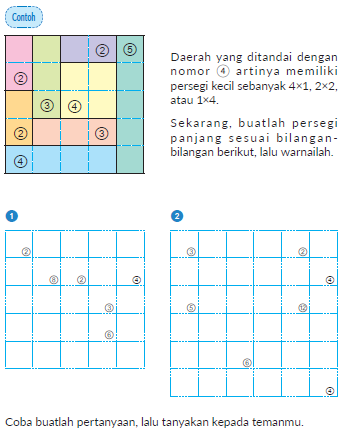 Contoh
② ⑤
②
③ ④
② ③
④
Daerah yang ditandai dengan
nomor ④ artinya memiliki
persegi kecil sebanyak 4×1, 2×2,
atau 1×4.
Sekarang, buatlah persegi
panjang sesuai bilangan-
bilangan berikut, lalu warnailah.
1
②
⑧ ② ④
③
⑥
2
③ ②
④
⑤ ⑫
⑥
④
Coba buatlah pertanyaan, lalu tanyakan kepada temanmu.